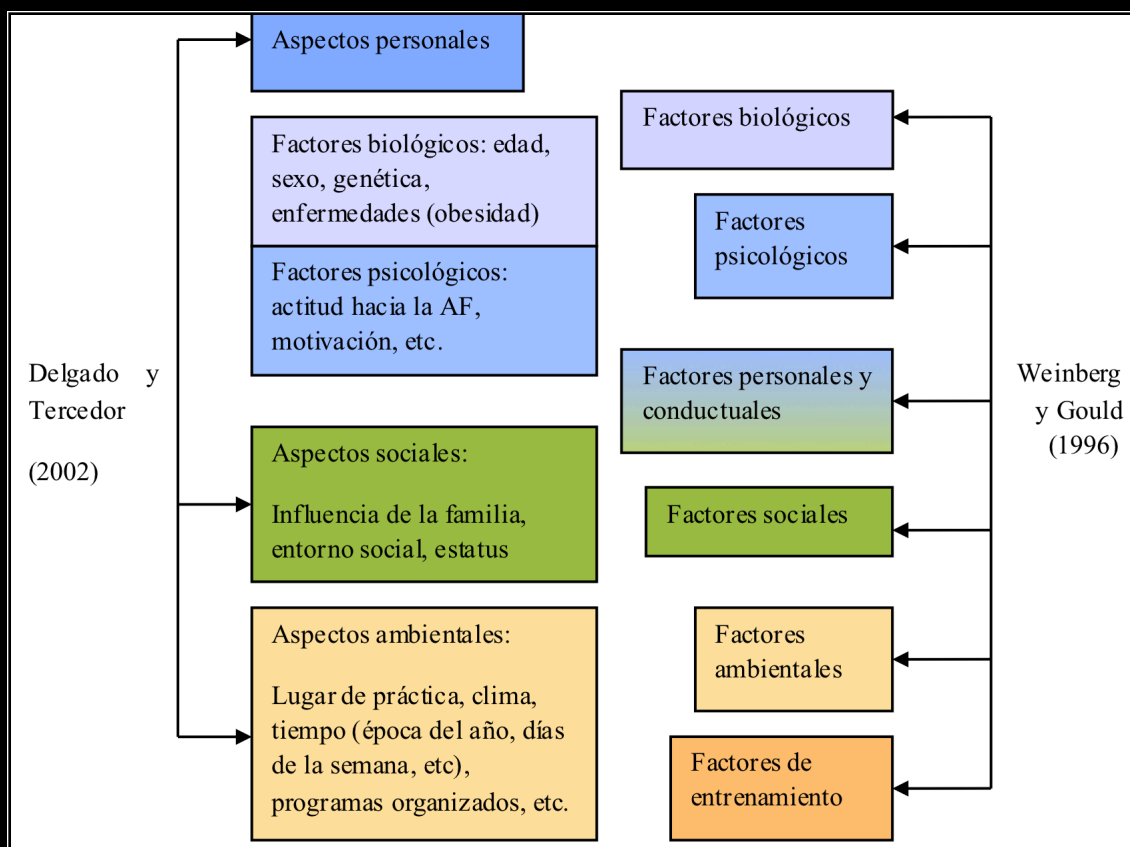 Delgado y
Tercedor
(2002)
Aspectos personales
Factores biológicos: edad,
sexo, genética,
enfermedades (obesidad)
Factores psicológicos:
actitud hacia la AF,
motivación, etc.
Aspectos sociales:
Influencia de la familia,
entorno social, estatus
Aspectos ambientales:
Lugar de práctica, clima,
tiempo (época del año, días
de la semana, etc),
programas organizados, etc.
Factores biológicos
Factores
psicológicos
Factores personales y
conductuales
Factores sociales
Factores
ambientales
Factores de
entrenamiento
Weinberg
y Gould
(1996)